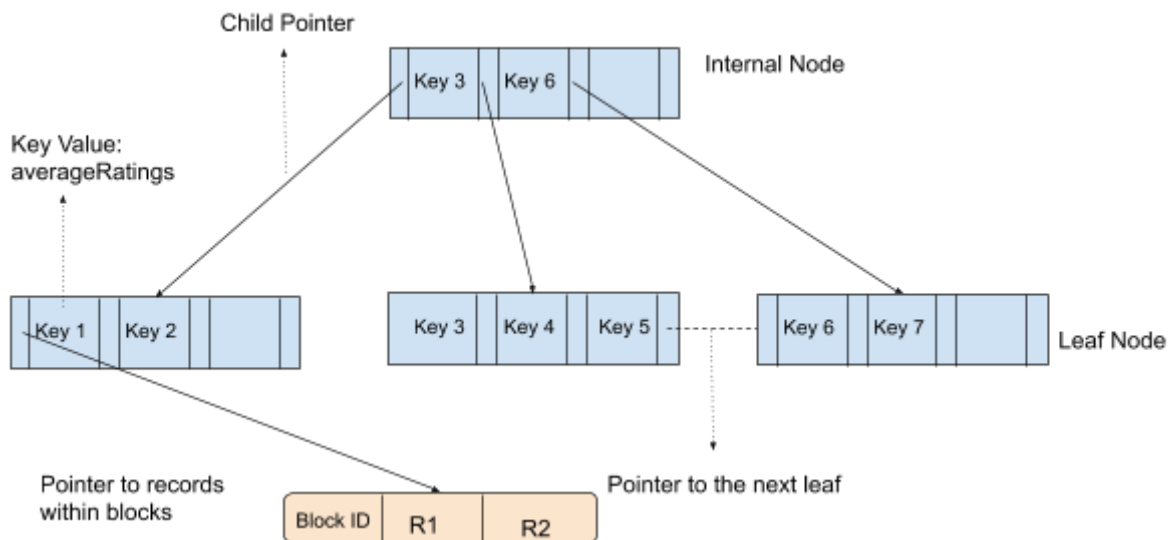 Child Pointer
Key 3
Key 6
Internal Node
Key Value:
averageRatings
Key 1
Key 2
Key 3
Key 4
Key 5
Key 6
Key 7
Leaf Node
Pointer to records
within blocks
Pointer to the next leaf
Block ID
R1
R2